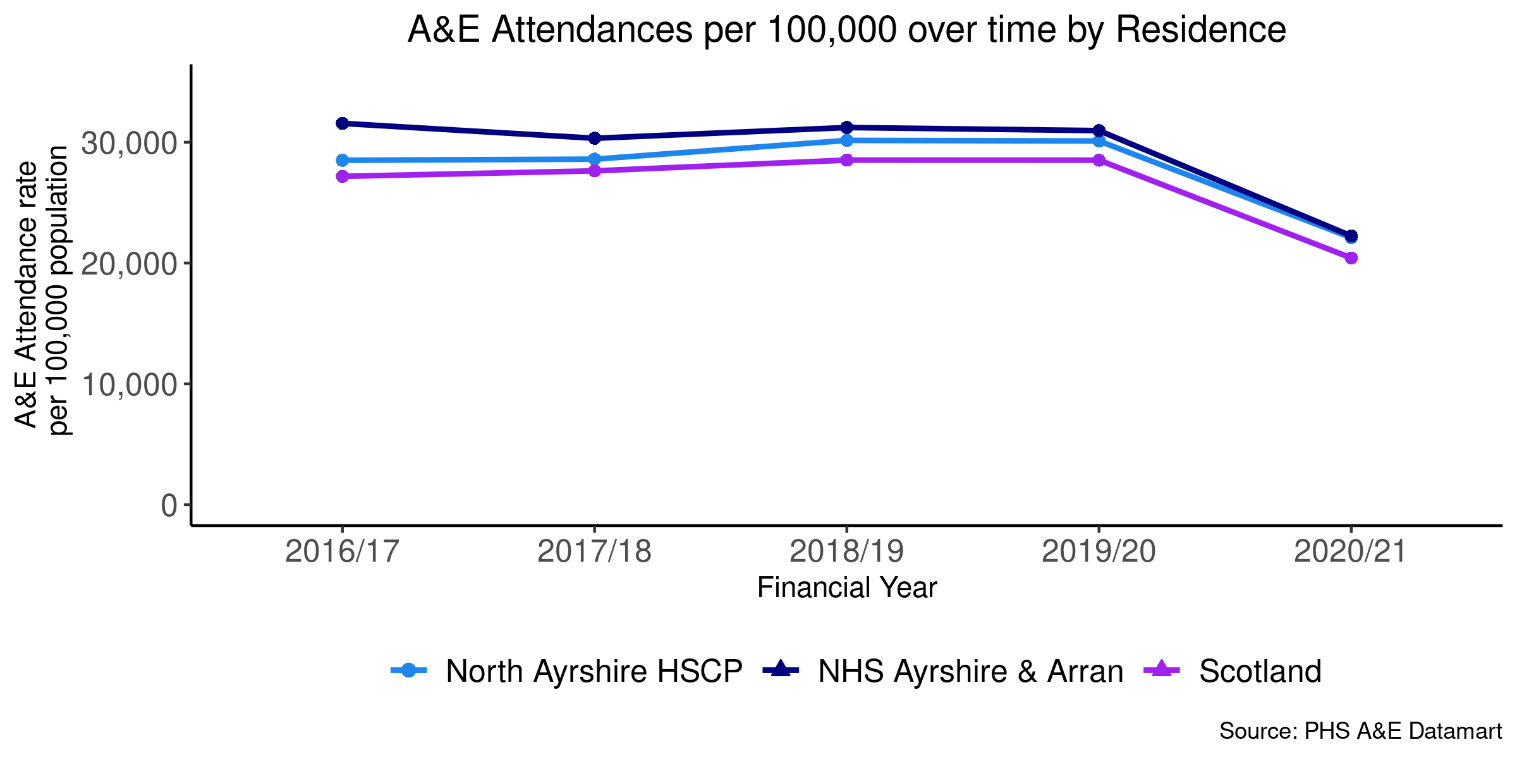 A&E Attendances per 100,000 over time by Residence
A&E Attendance rate
per 100,000 population
30,000
20,000
10,000
0
2016/17 2017/18 2018/19 2019/20 2020/21
Financial Year
North Ayrshire HSCP NHS Ayrshire & Arran Scotland
Source: PHS A&E Datamart